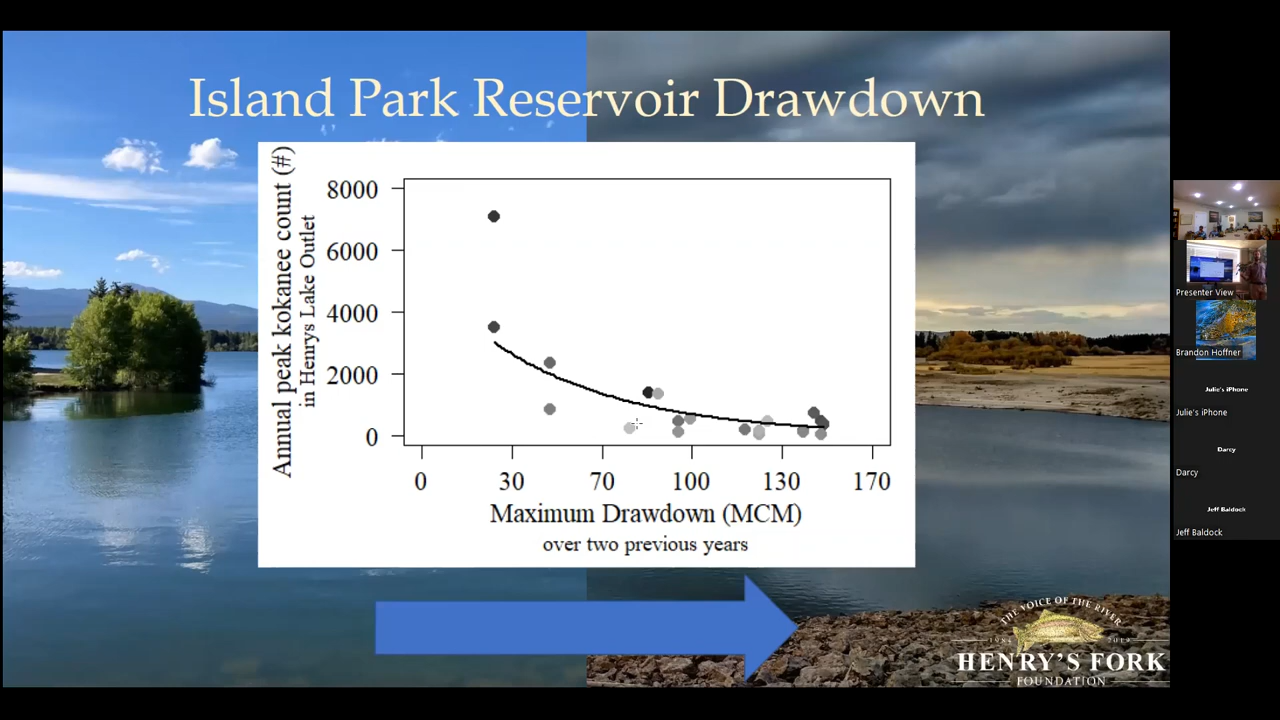 Island Park Reservoir Drawdown
Annual peak kokanee count (#)
in Henrys Lake Outlet
8000
6000
4000
2000
0
0 30 70 100 130 170
Maximum Drawdown (MCM)
over two previous years
THE VOICE OF THE RIVER
1984 2019
HENRY'S FORK
FOUNDATION
Presenter View
Brandon Hoffner
Julie's iPhone
Julie's iPhone
Darcy
Darcy
Jeff Baldock
Jeff Baldock